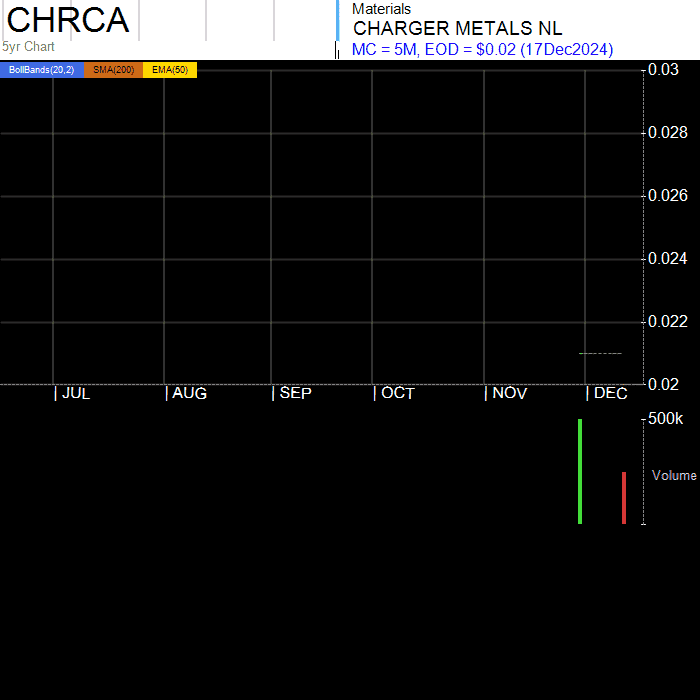 CHRCA
5yr Chart
Materials
CHARGER METALS NL
MC = 5M, EOD = $0.02 (17Dec2024)
BollBands(20,2) SMA(200) EMA(50)
0.03
0.028
0.026
0.024
0.022
0.02
JUL AUG SEP OCT NOV DEC
500k
Volume